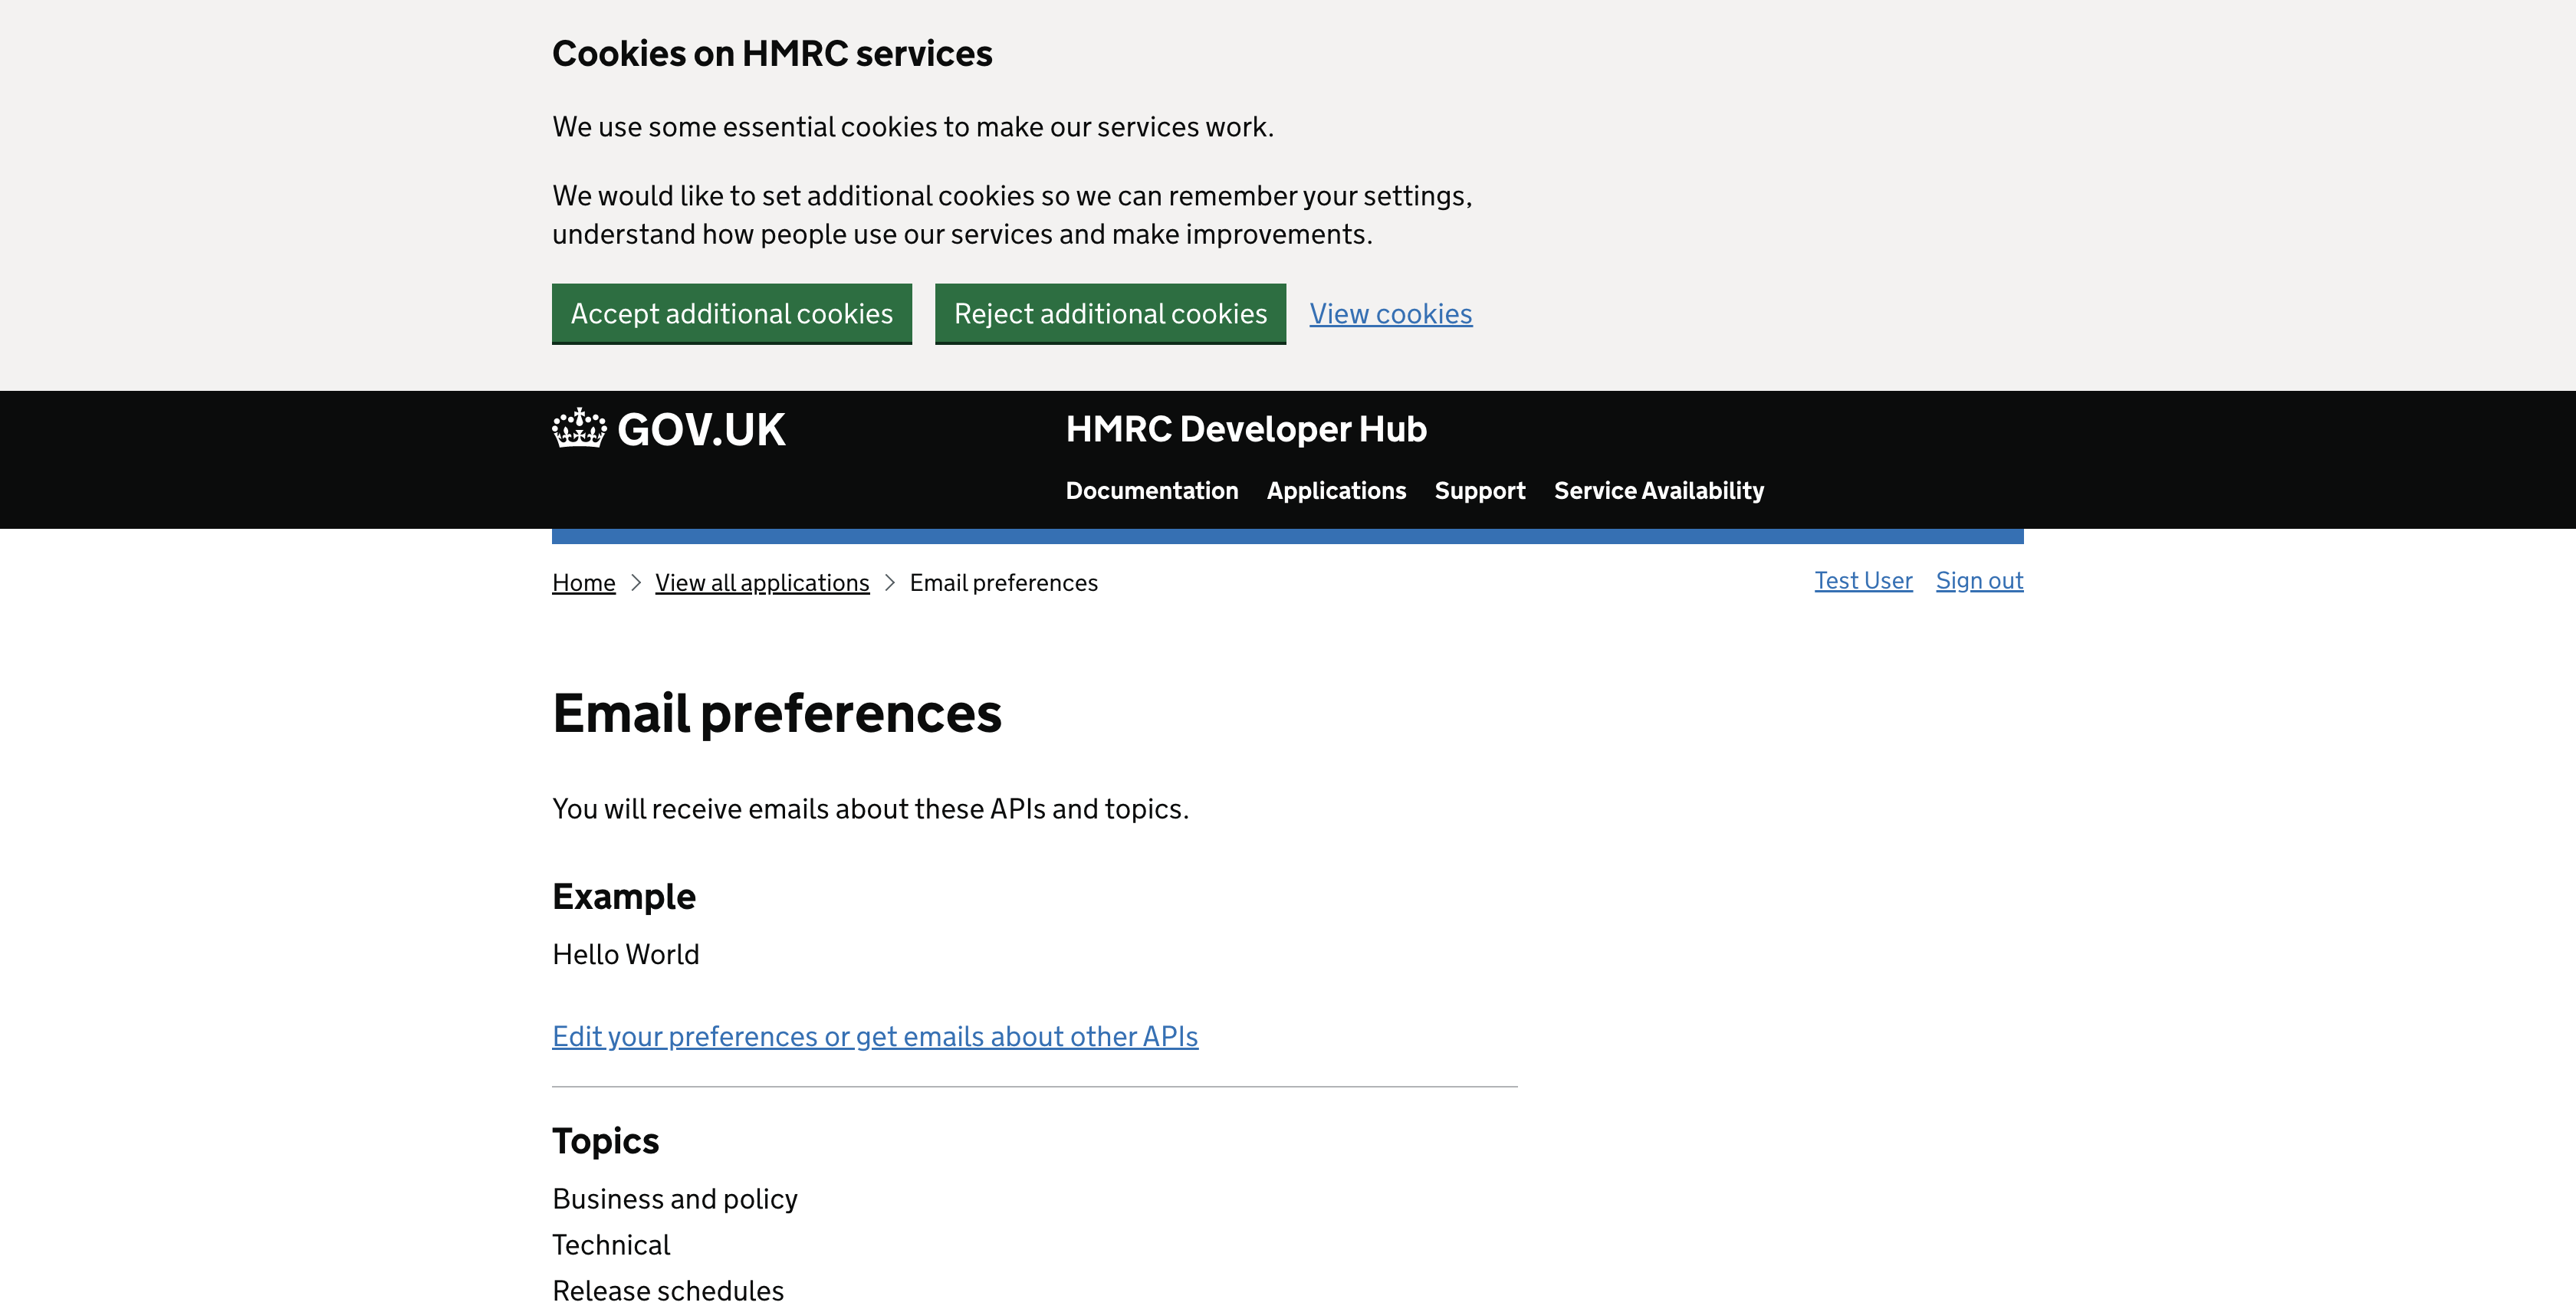 Cookies on HMRC services
We use some essential cookies to make our services work.
We would like to set additional cookies so we can remember your settings,
understand how people use our services and make improvements.
Accept additional cookies Reject additional cookies View cookies
GOV.UK HMRC Developer Hub
Documentation Applications Support Service Availability
Home View all applications Email preferences Test User Sign out
Email preferences
You will receive emails about these APIs and topics.
Example
Hello World
Edit your preferences or get emails about other APIs
Topics
Business and policy
Technical
Release schedules